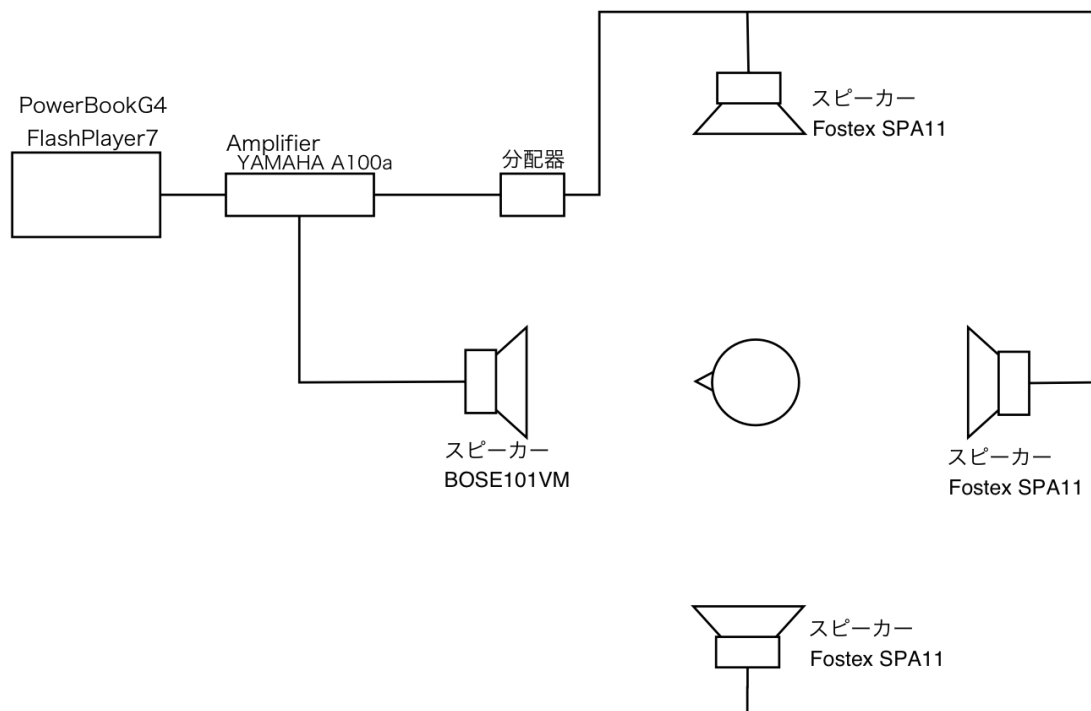 PowerBookG4
FlashPlayer7
Amplifier
YAMAHA A100a
分配器
スピーカー
Fostex SPA11
スピーカー
BOSE101VM
スピーカー
Fostex SPA11
スピーカー
Fostex SPA11